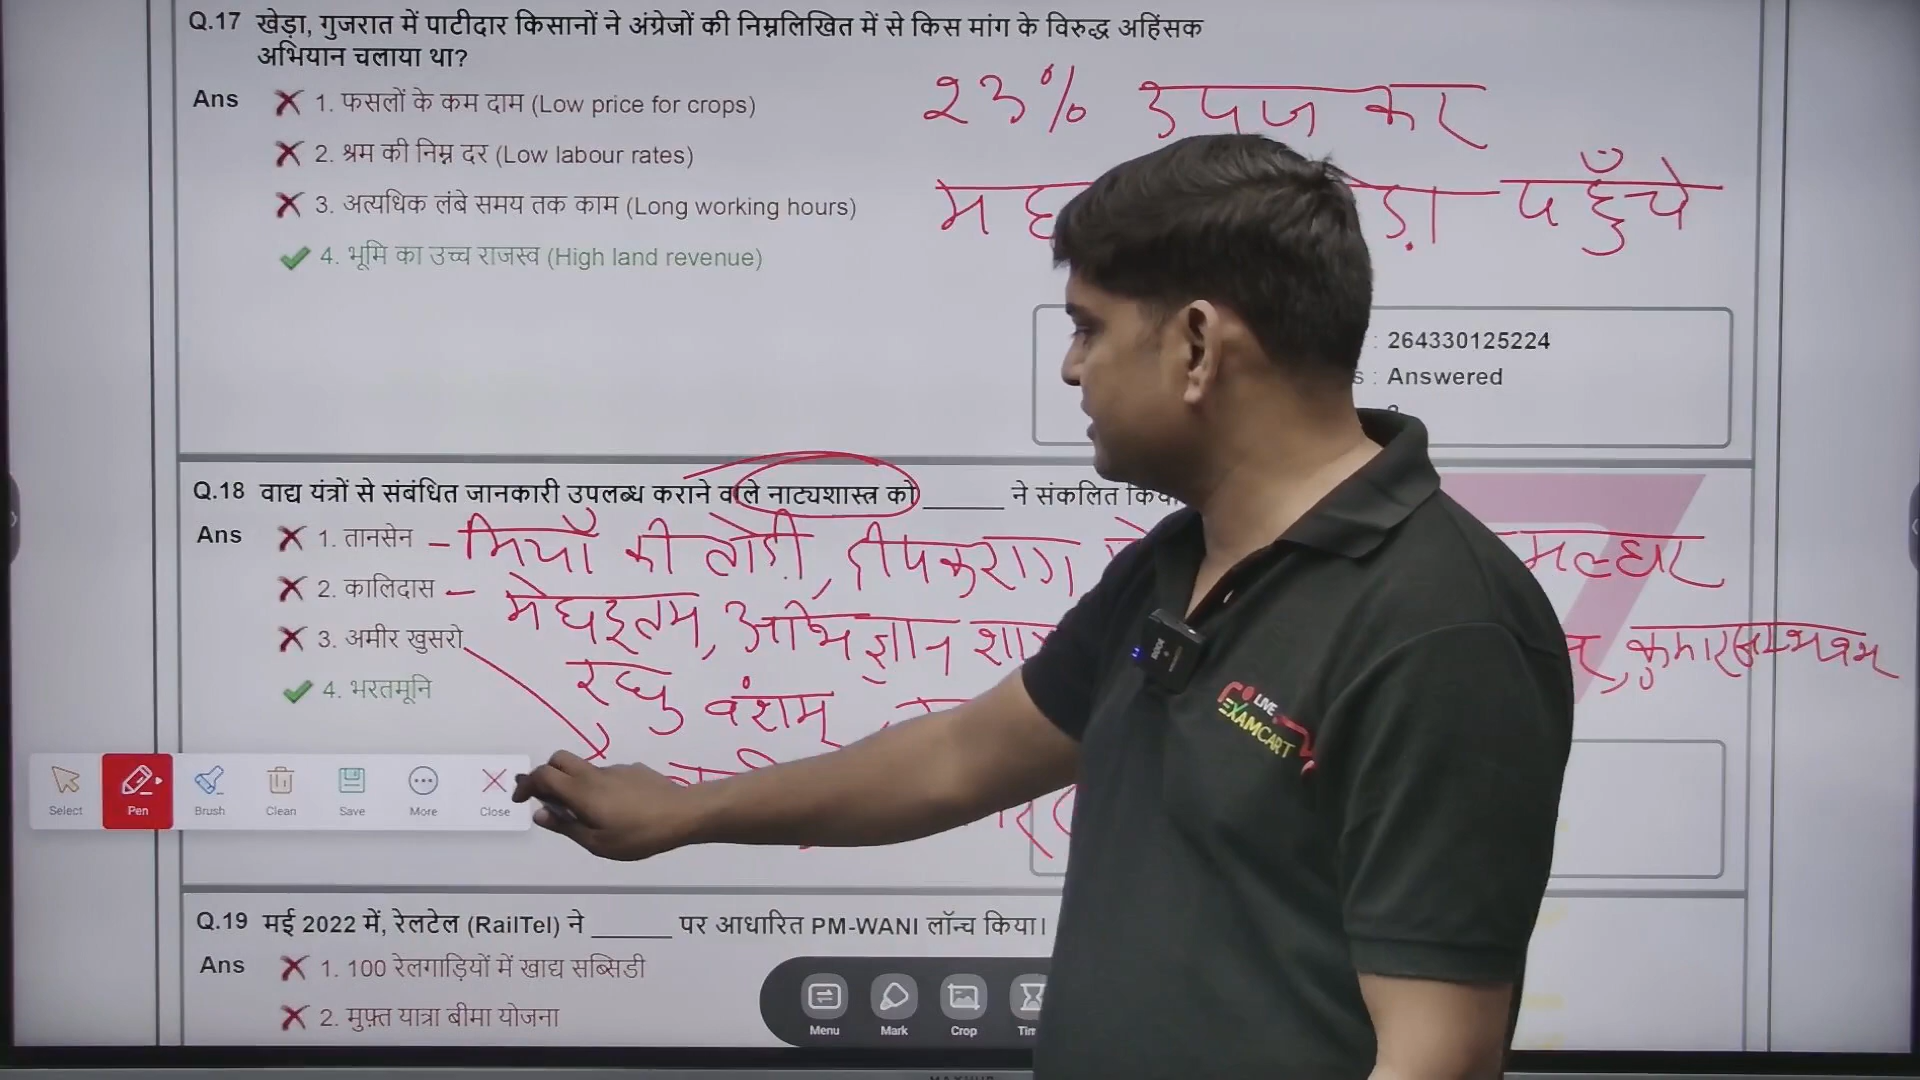 Q.17 खेड़ा, गुजरात में पाटीदार किसानों ने अंग्रेजों की निम्नलिखित में से किस मांग के विरुद्ध अहिंसक
अभियान चलाया था?
23% उपज कर
Ans 1. फसलों के कम दाम (Low price for crops)
2. श्रम की निम्न दर (Low labour rates)
पहुँचे
3. अत्यधिक लंबे समय तक काम (Long working hours)
4. भूमि का उच्च राजस्व (High land revenue)
: 264330125224
: Answered
Q.18 वाद्य यंत्रों से संबंधित जानकारी उपलब्ध कराने वाले नाट्यशास्त्र को ______ ने संकलित
Ans 1. तानसेन – मियाँ की तोड़ी, दीपक राग मल्हार
2. कालिदास – मेघदूतम, अभिज्ञान
3. अमीर खुसरो , कुमारसम्भवम
रघुवंशम्
4. भरतमूनि
LIVE
EXAMCART
Select Pen Brush Clean Save More Close
Q.19 मई 2022 में, रेलटेल (RailTel) ने ______ पर आधारित PM-WANI लॉन्च किया।
Ans 1. 100 रेलगाड़ियों में खाद्य सब्सिडी
2. मुफ़्त यात्रा बीमा योजना
Menu Mark Crop